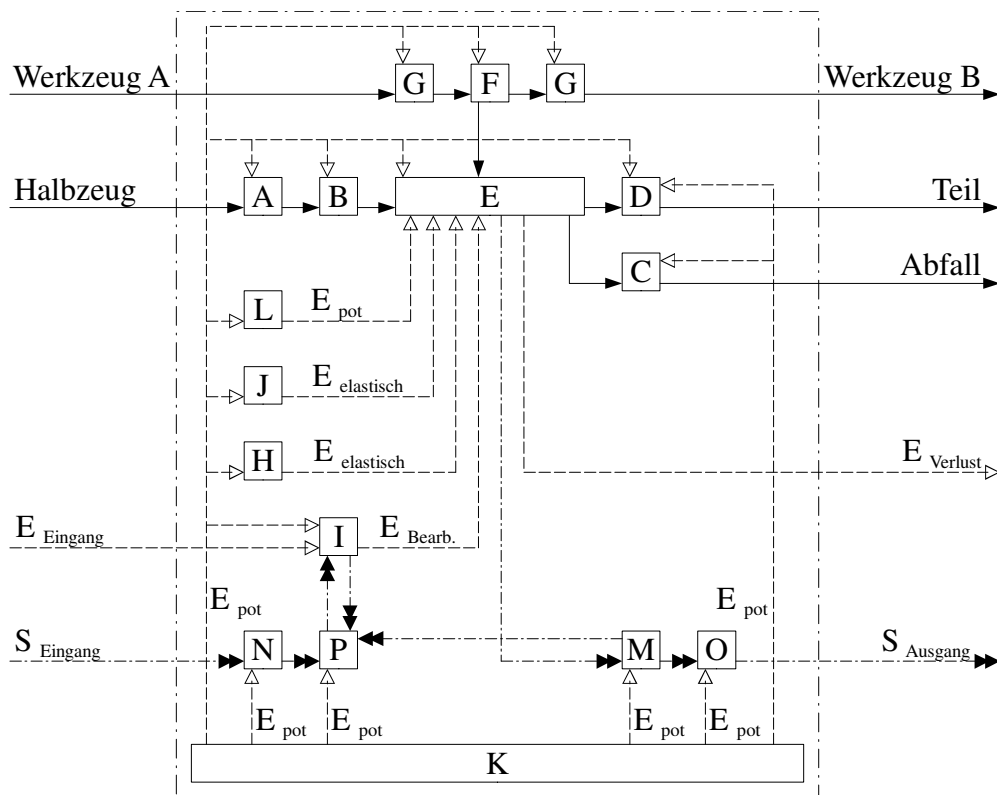 Werkzeug A G F G Werkzeug B
Halbzeug A B E D Teil
C Abfall
L E pot
J E elastisch
H E elastisch
E Verlust
E Eingang I E Bearb.
E pot E pot
S Eingang N P M O S Ausgang
E pot E pot E pot E pot
K